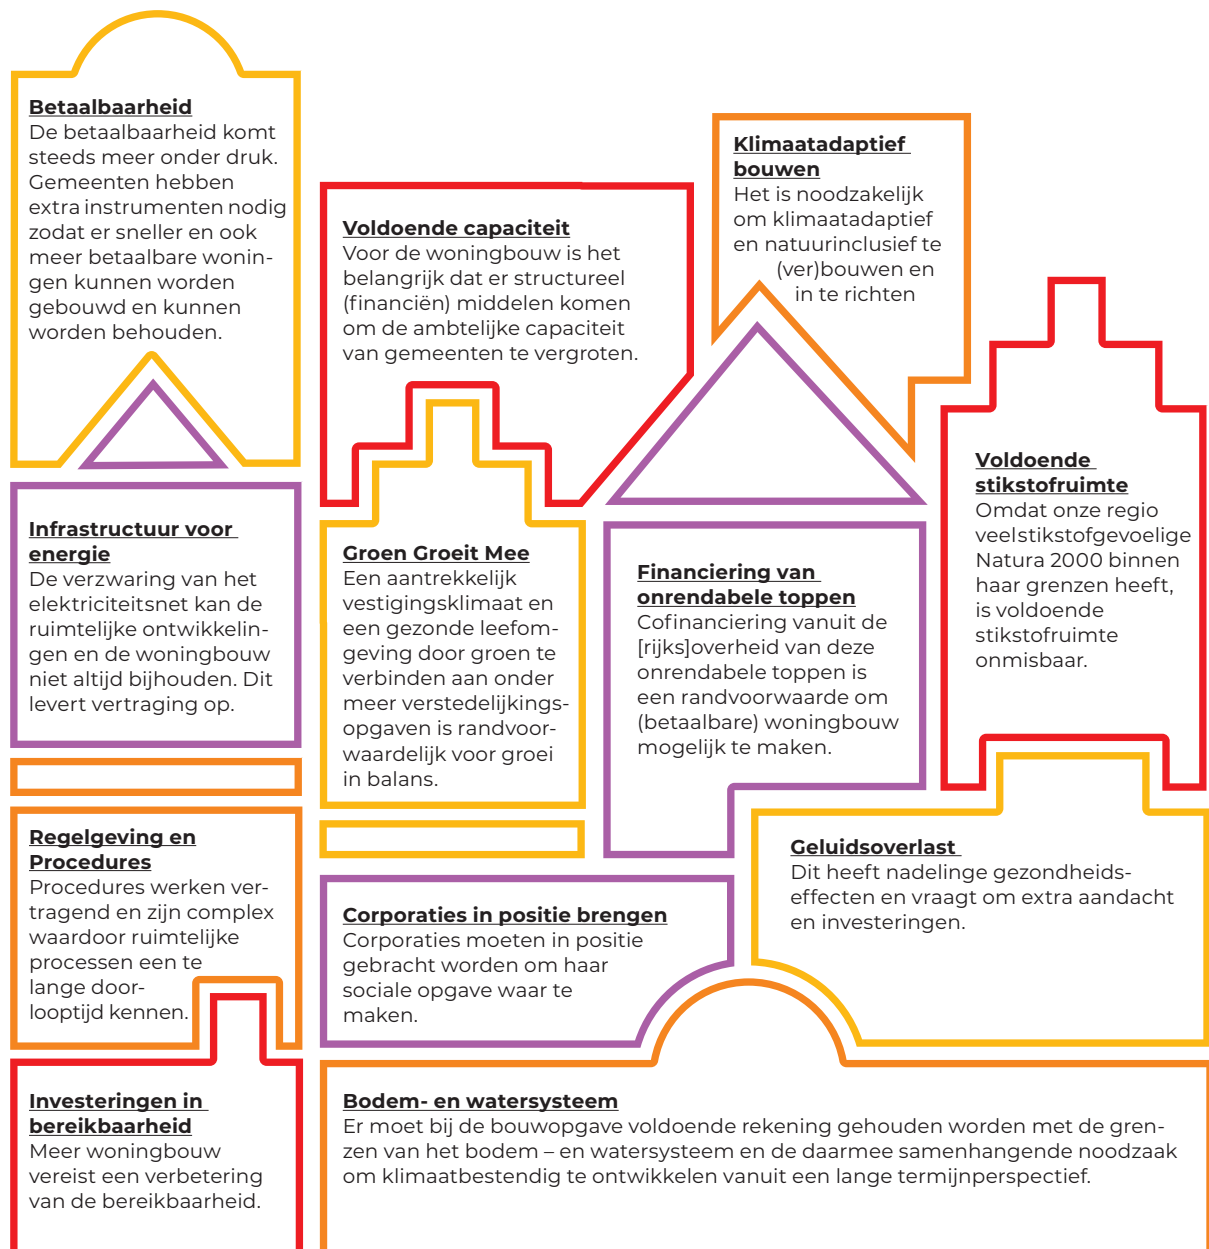 Betaalbaarheid
De betaalbaarheid komt
steeds meer onder druk.
Gemeenten hebben
extra instrumenten nodig
zodat er sneller en ook
meer betaalbare wonin-
gen kunnen worden
gebouwd en kunnen
worden behouden.
Voldoende capaciteit
Voor de woningbouw is het
belangrijk dat er structureel
(financiën) middelen komen
om de ambtelijke capaciteit
van gemeenten te vergroten.
Klimaatadaptief
bouwen
Het is noodzakelijk
om klimaatadaptief
en natuurinclusief te
(ver)bouwen en
in te richten
Voldoende
stikstofruimte
Omdat onze regio
veelstikstofgevoelige
Natura 2000 binnen
haar grenzen heeft,
is voldoende
stikstofruimte
onmisbaar.
Infrastructuur voor
energie
De verzwaring van het
elektriciteitsnet kan de
ruimtelijke ontwikkelin-
gen en de woningbouw
niet altijd bijhouden. Dit
levert vertraging op.
Groen Groeit Mee
Een aantrekkelijk
vestigingsklimaat en
een gezonde leefom-
geving door groen te
verbinden aan onder
meer verstedelijkings-
opgaven is randvoor-
waardelijk voor groei
in balans.
Financiering van
onrendabele toppen
Cofinanciering vanuit de
[rijks]overheid van deze
onrendabele toppen is
een randvoorwaarde om
(betaalbare) woningbouw
mogelijk te maken.
Regelgeving en
Procedures
Procedures werken ver-
tragend en zijn complex
waardoor ruimtelijke
processen een te
lange door-
looptijd kennen.
Corporaties in positie brengen
Corporaties moeten in positie
gebracht worden om haar
sociale opgave waar te
maken.
Geluidsoverlast
Dit heeft nadelinge gezondheids-
effecten en vraagt om extra aandacht
en investeringen.
Investeringen in
bereikbaarheid
Meer woningbouw
vereist een verbetering
van de bereikbaarheid.
Bodem- en watersysteem
Er moet bij de bouwopgave voldoende rekening gehouden worden met de gren-
zen van het bodem – en watersysteem en de daarmee samenhangende noodzaak
om klimaatbestendig te ontwikkelen vanuit een lange termijnperspectief.